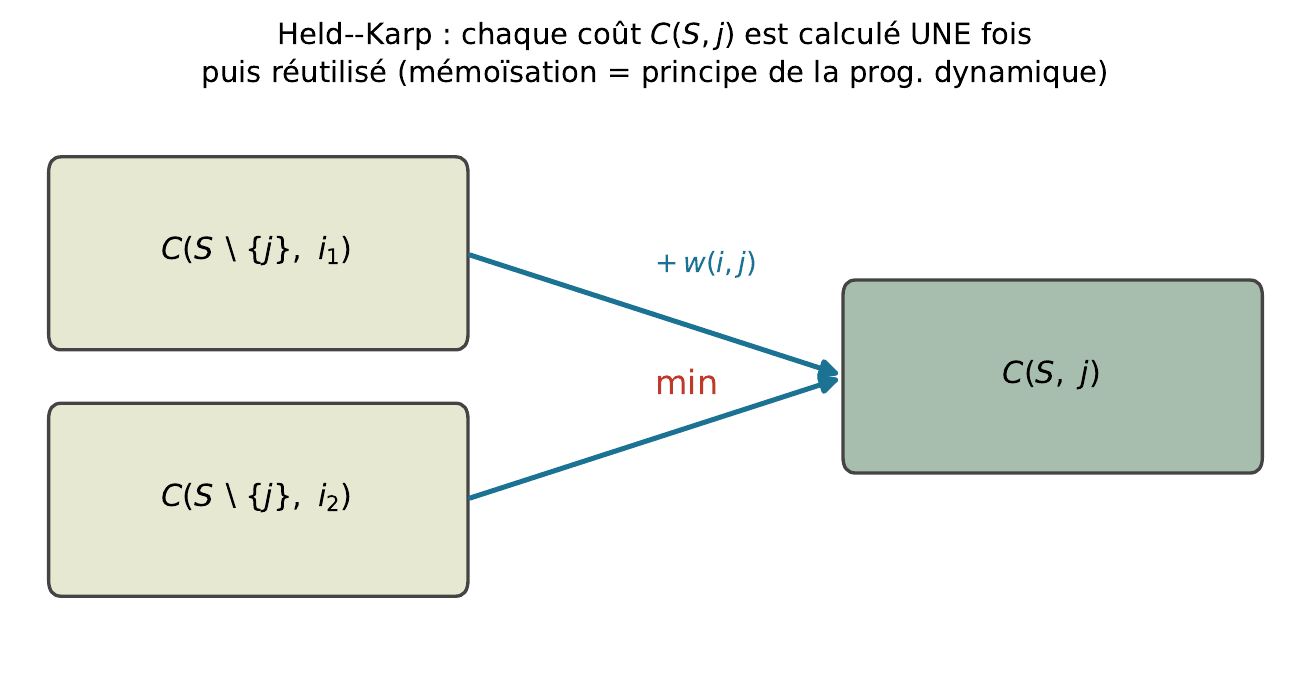 Held--Karp : chaque coût C(S, j) est calculé UNE fois
puis réutilisé (mémoïsation = principe de la prog. dynamique)
C(S \ {j}, i₁)
+ w(i, j)
min
C(S, j)
C(S \ {j}, i₂)